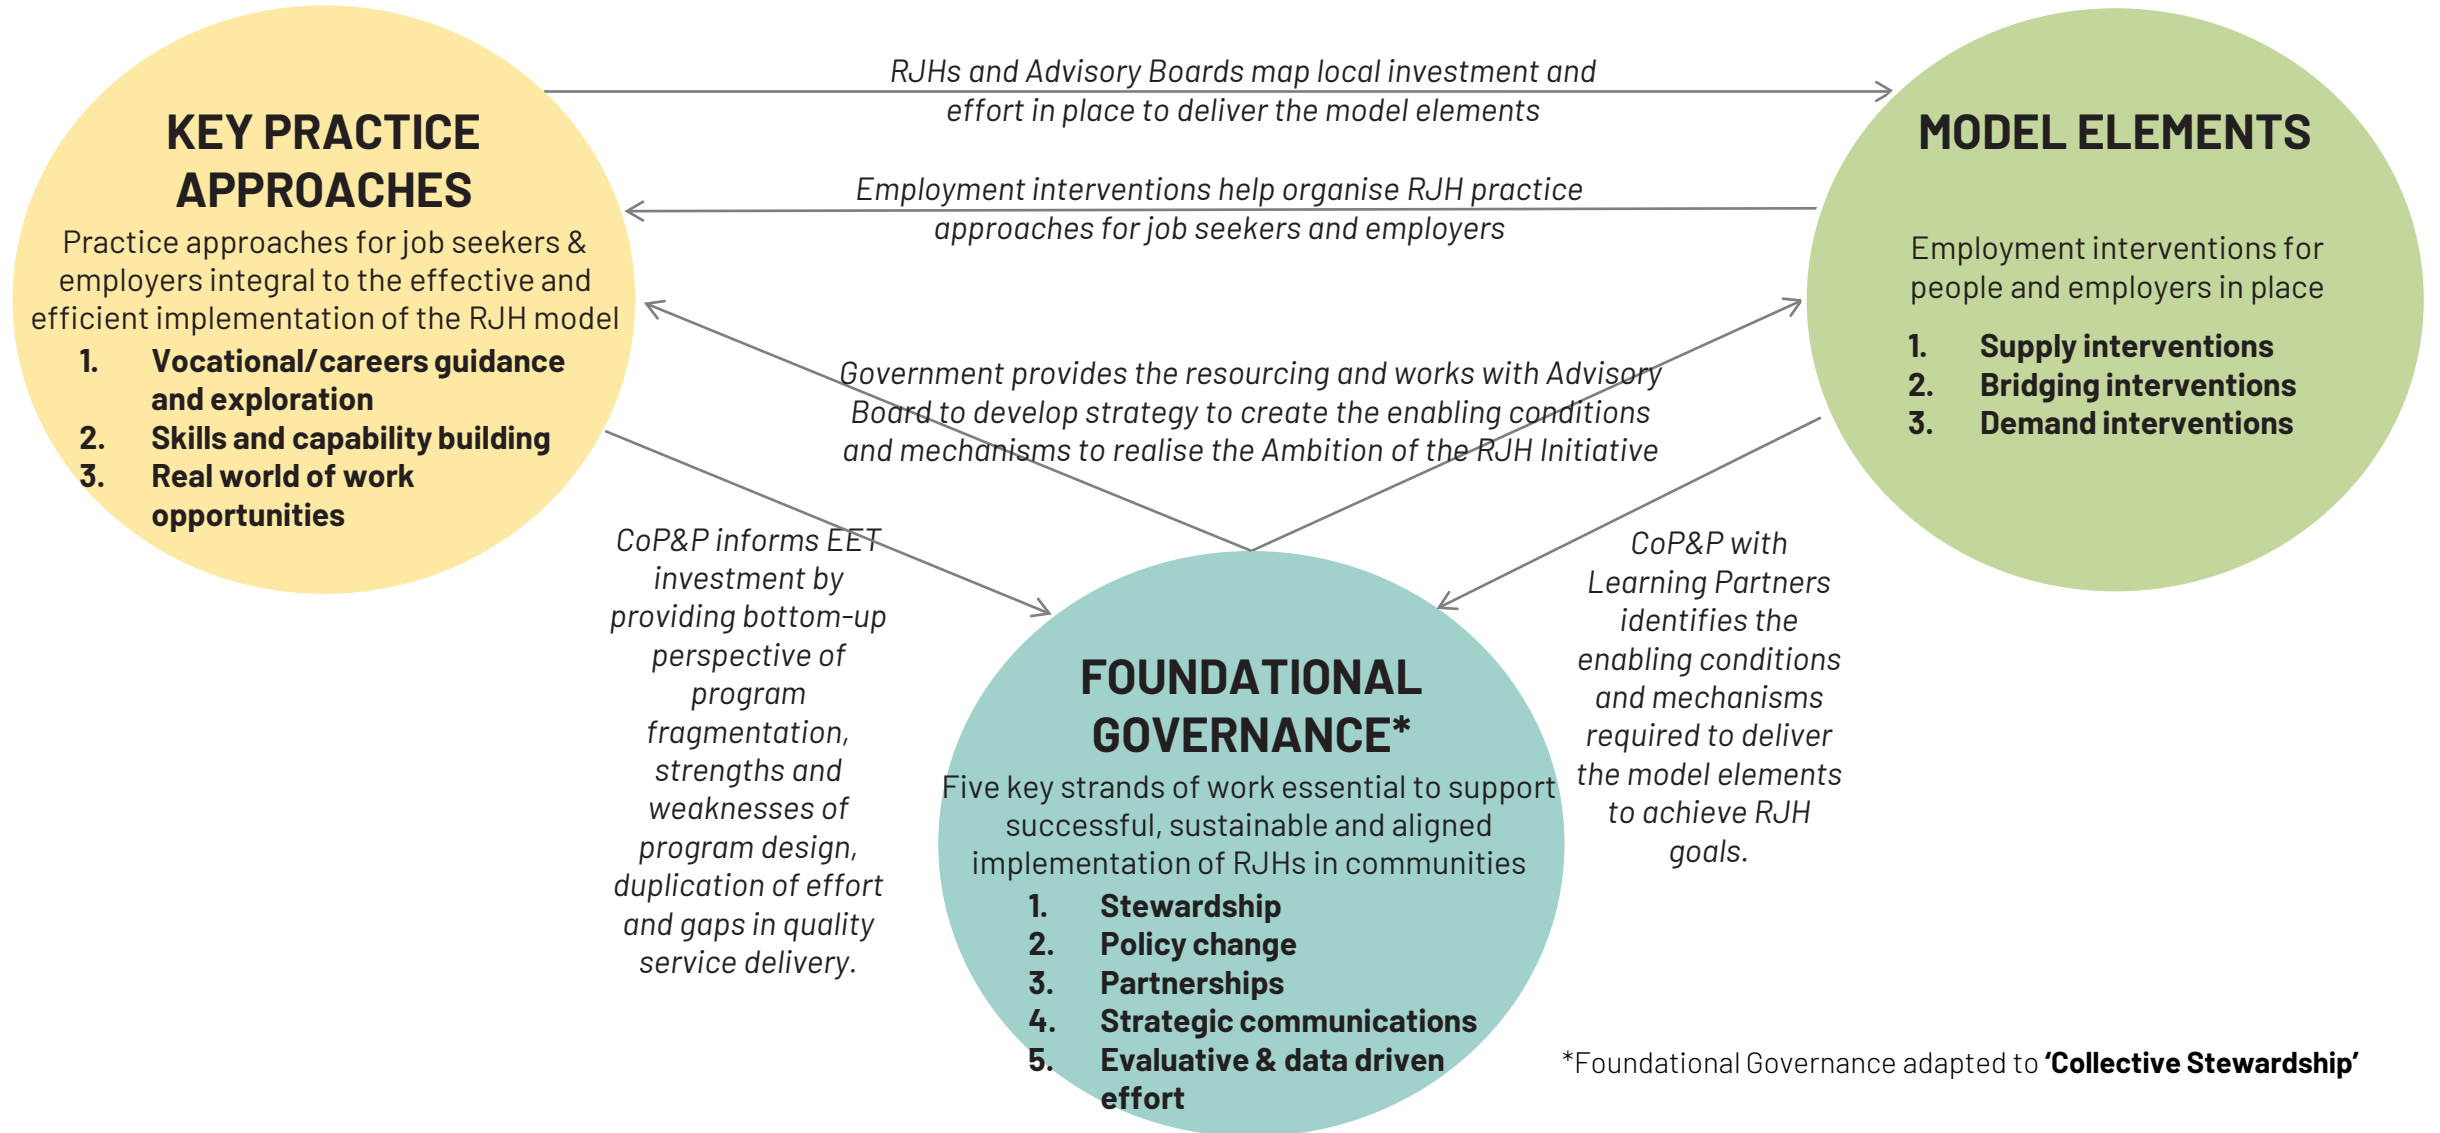 KEY PRACTICE
APPROACHES
Practice approaches for job seekers &
employers integral to the effective and
efficient implementation of the RJH model
1. Vocational/careers guidance
and exploration
2. Skills and capability building
3. Real world of work
opportunities
RJHs and Advisory Boards map local investment and
effort in place to deliver the model elements
Employment interventions help organise RJH practice
approaches for job seekers and employers
Government provides the resourcing and works with Advisory
Board to develop strategy to create the enabling conditions
and mechanisms to realise the Ambition of the RJH Initiative
MODEL ELEMENTS
Employment interventions for
people and employers in place
1. Supply interventions
2. Bridging interventions
3. Demand interventions
CoP&P informs EET
investment by
providing bottom-up
perspective of
program
fragmentation,
strengths and
weaknesses of
program design,
duplication of effort
and gaps in quality
service delivery.
FOUNDATIONAL
GOVERNANCE*
Five key strands of work essential to support
successful, sustainable and aligned
implementation of RJHs in communities
1. Stewardship
2. Policy change
3. Partnerships
4. Strategic communications
5. Evaluative & data driven
effort
CoP&P with
Learning Partners
identifies the
enabling conditions
and mechanisms
required to deliver
the model elements
to achieve RJH
goals.
*Foundational Governance adapted to ‘Collective Stewardship’